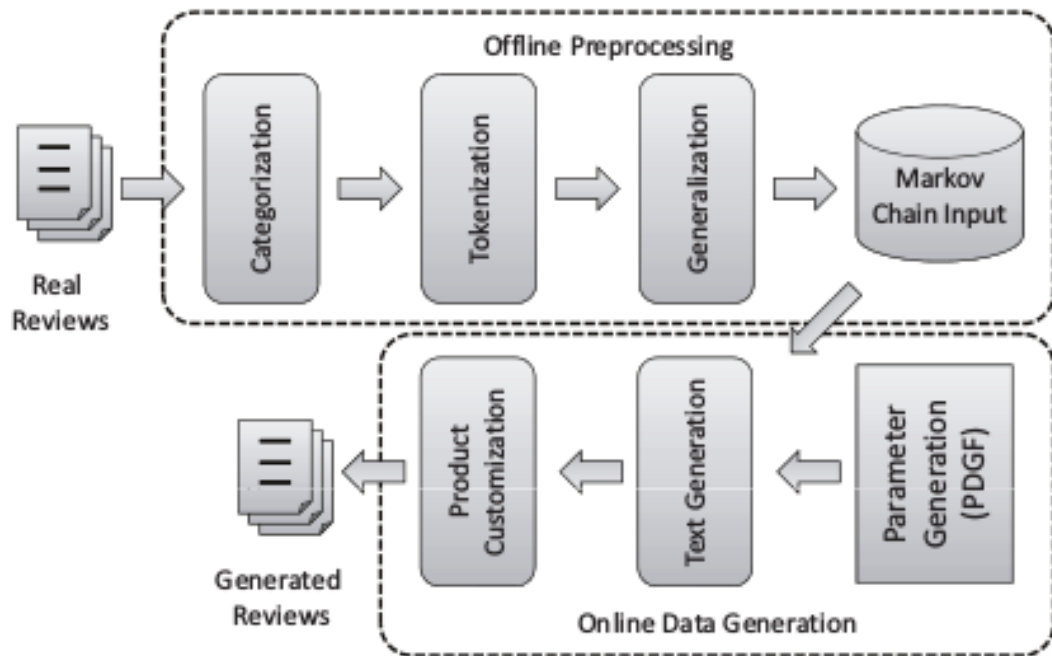 Offline Preprocessing
Real
Reviews
Categorization
Tokenization
Generalization
Markov
Chain Input
Generated
Reviews
Product
Customization
Text Generation
Parameter
Generation
(PDGF)
Online Data Generation